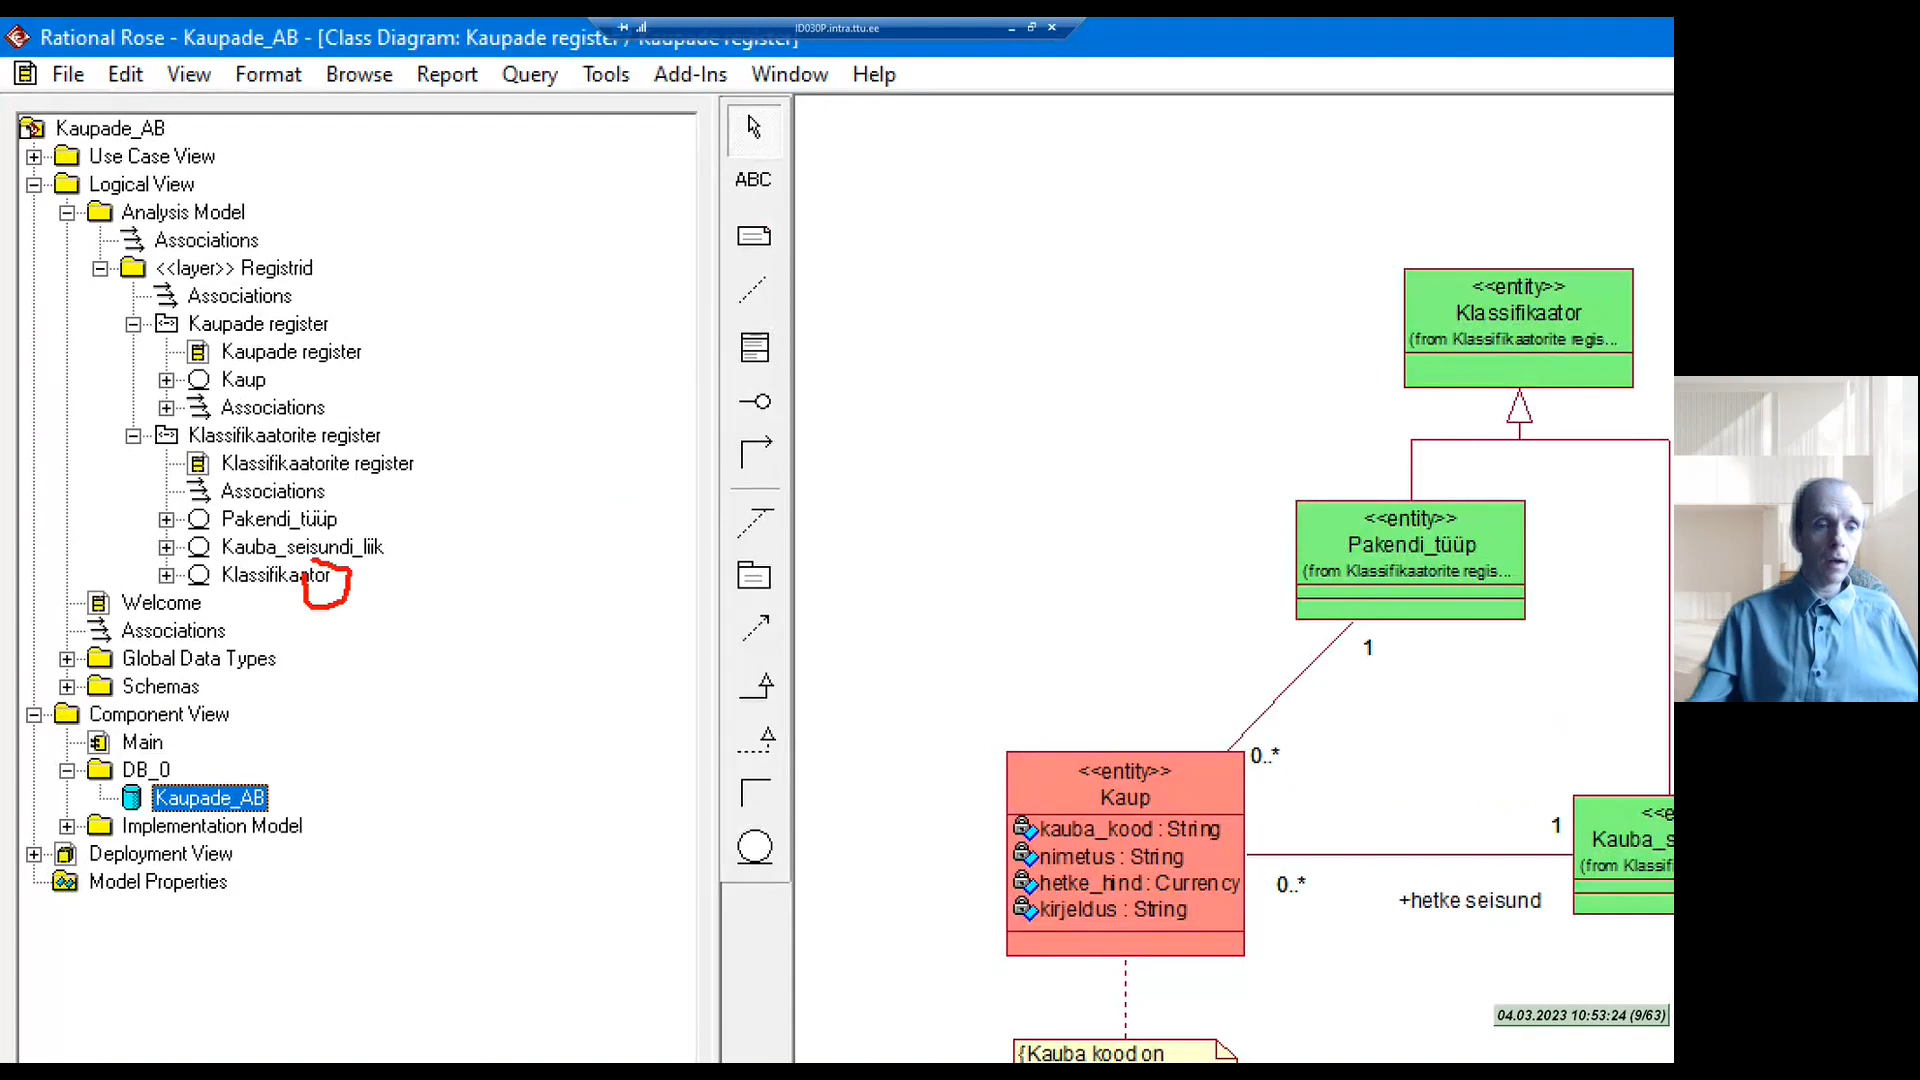 Rational Rose - Kaupade_AB - [Class Diagram: Kaupade register / Kaupade register]
ID030P.intra.ttu.ee
File Edit View Format Browse Report Query Tools Add-Ins Window Help
Kaupade_AB
Use Case View
Logical View
Analysis Model
Associations
<<layer>> Registrid
Associations
Kaupade register
Kaupade register
Kaup
Associations
Klassifikaatorite register
Klassifikaatorite register
Associations
Pakendi_tüüp
Kauba_seisundi_liik
Klassifikaator
Welcome
Associations
Global Data Types
Schemas
Component View
Main
DB_0
Kaupade_AB
Implementation Model
Deployment View
Model Properties
ABC
<<entity>>
Klassifikaator
(from Klassifikaatorite regis...
<<entity>>
Pakendi_tüüp
(from Klassifikaatorite regis...
1
0..*
<<entity>>
Kaup
kauba_kood : String
nimetus : String
hetke_hind : Currency
kirjeldus : String
1
0..*
+hetke seisund
<<e
Kauba_s
(from Klassifi
04.03.2023 10:53:24 (9/63)
{Kauba kood on